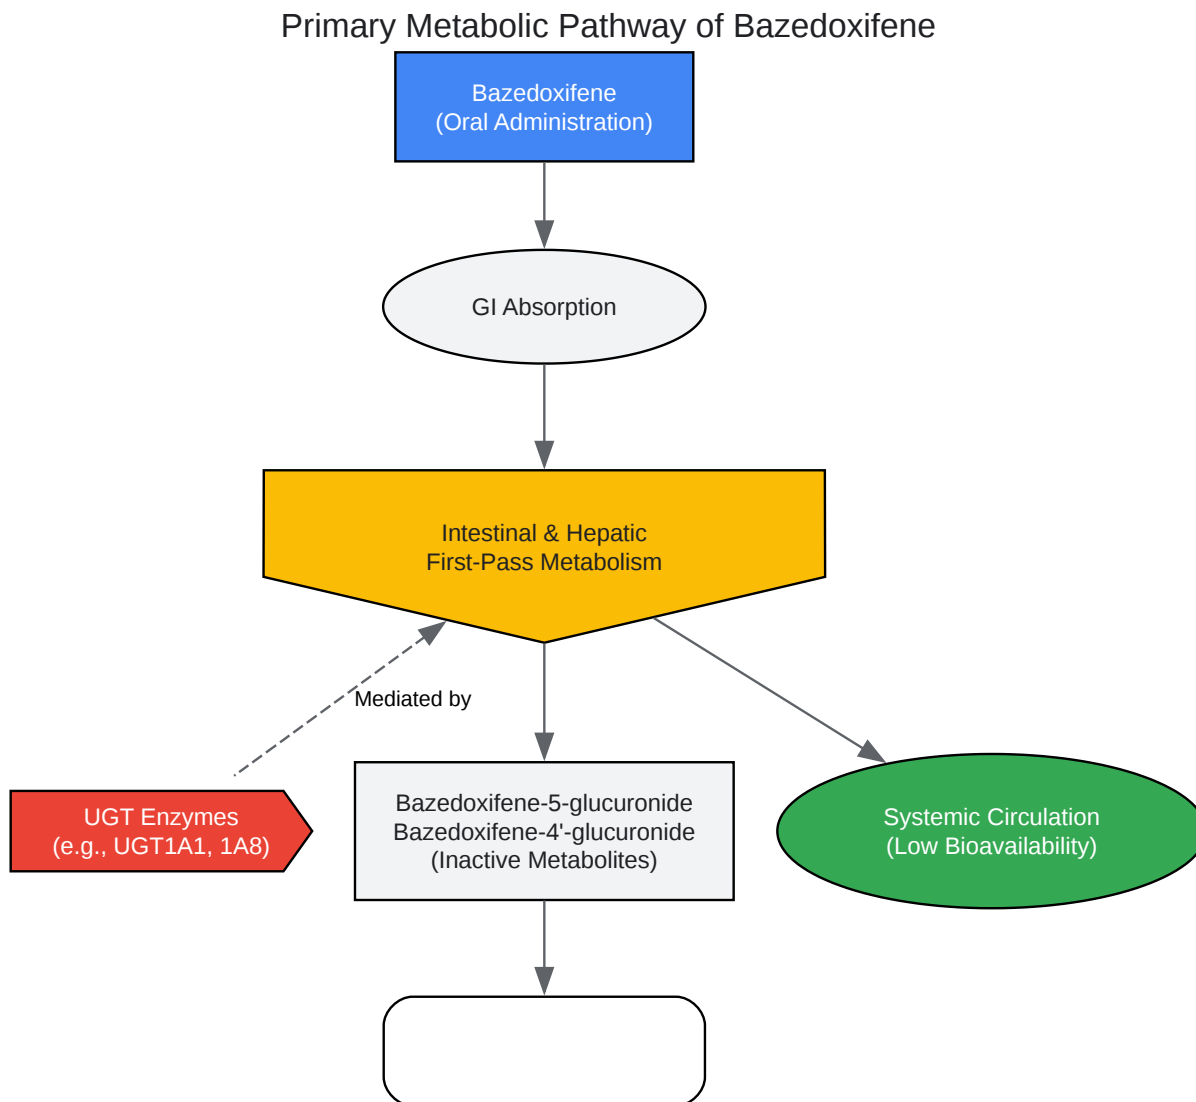 Primary Metabolic Pathway of Bazedoxifene
Bazedoxifene
(Oral Administration)
GI Absorption
Intestinal & Hepatic
First-Pass Metabolism
Mediated by
UGT Enzymes
(e.g., UGT1A1, 1A8)
Bazedoxifene-5-glucuronide
Bazedoxifene-4'-glucuronide
(Inactive Metabolites)
Systemic Circulation
(Low Bioavailability)